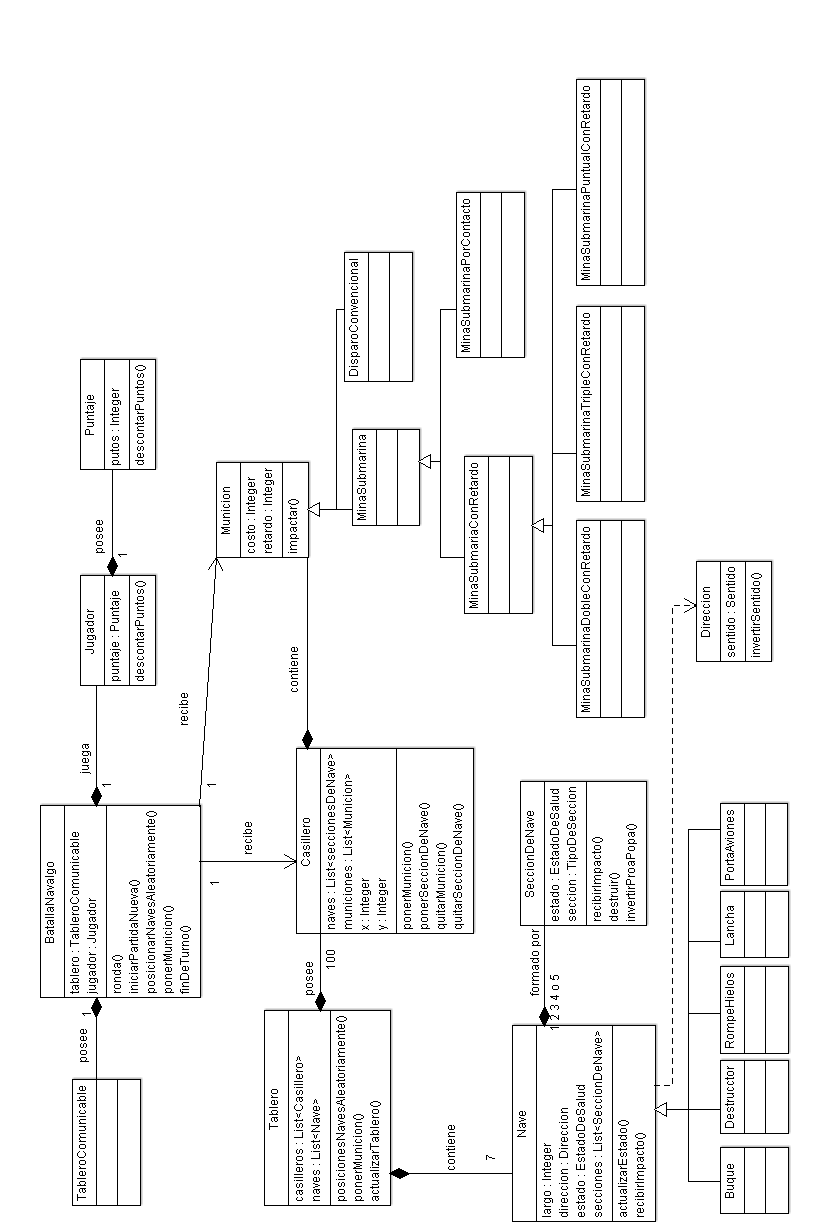 TableroComunicable
posee
1
BatallaNavalgo
tablero : TableroComunicable
jugador : Jugador
ronda()
iniciarPartidaNueva()
posicionarNavesAleatoriamente()
ponerMunicion()
finDeTurno()
juega
1
Jugador
puntaje : Puntaje
descontarPuntos()
posee
1
Puntaje
putos : Integer
descontarPuntos()
recibe
1
recibe
1
Tablero
casilleros : List<Casillero>
naves : List<Nave>
posicionesNavesAleatoriamente()
ponerMunicion()
actualizarTablero()
posee
100
Casillero
naves : List<seccionesDeNave>
municiones : List<Municion>
x : Integer
y : Integer
ponerMunicion()
ponerSeccionDeNave()
quitarMunicion()
quitarSeccionDeNave()
contiene
Municion
costo : Integer
retardo : Integer
impactar()
MinaSubmarina
DisparoConvencional
MinaSubmariaConRetardo
MinaSubmarinaPorContacto
MinaSubmarinaDobleConRetardo
MinaSubmarinaTripleConRetardo
MinaSubmarinaPuntualConRetardo
contiene
7
Nave
largo : Integer
direccion : Direccion
estado : EstadoDeSalud
secciones : List<SeccionDeNave>
actualizarEstado()
recibirImpacto()
formado por
1 2 3 4 o 5
SeccionDeNave
estado : EstadoDeSalud
seccion : TipoDeSeccion
recibirImpacto()
destruir()
invertirProaPopa()
Direccion
sentido : Sentido
invertirSentido()
Buque
Destrucctor
RompeHielos
Lancha
PortaAviones